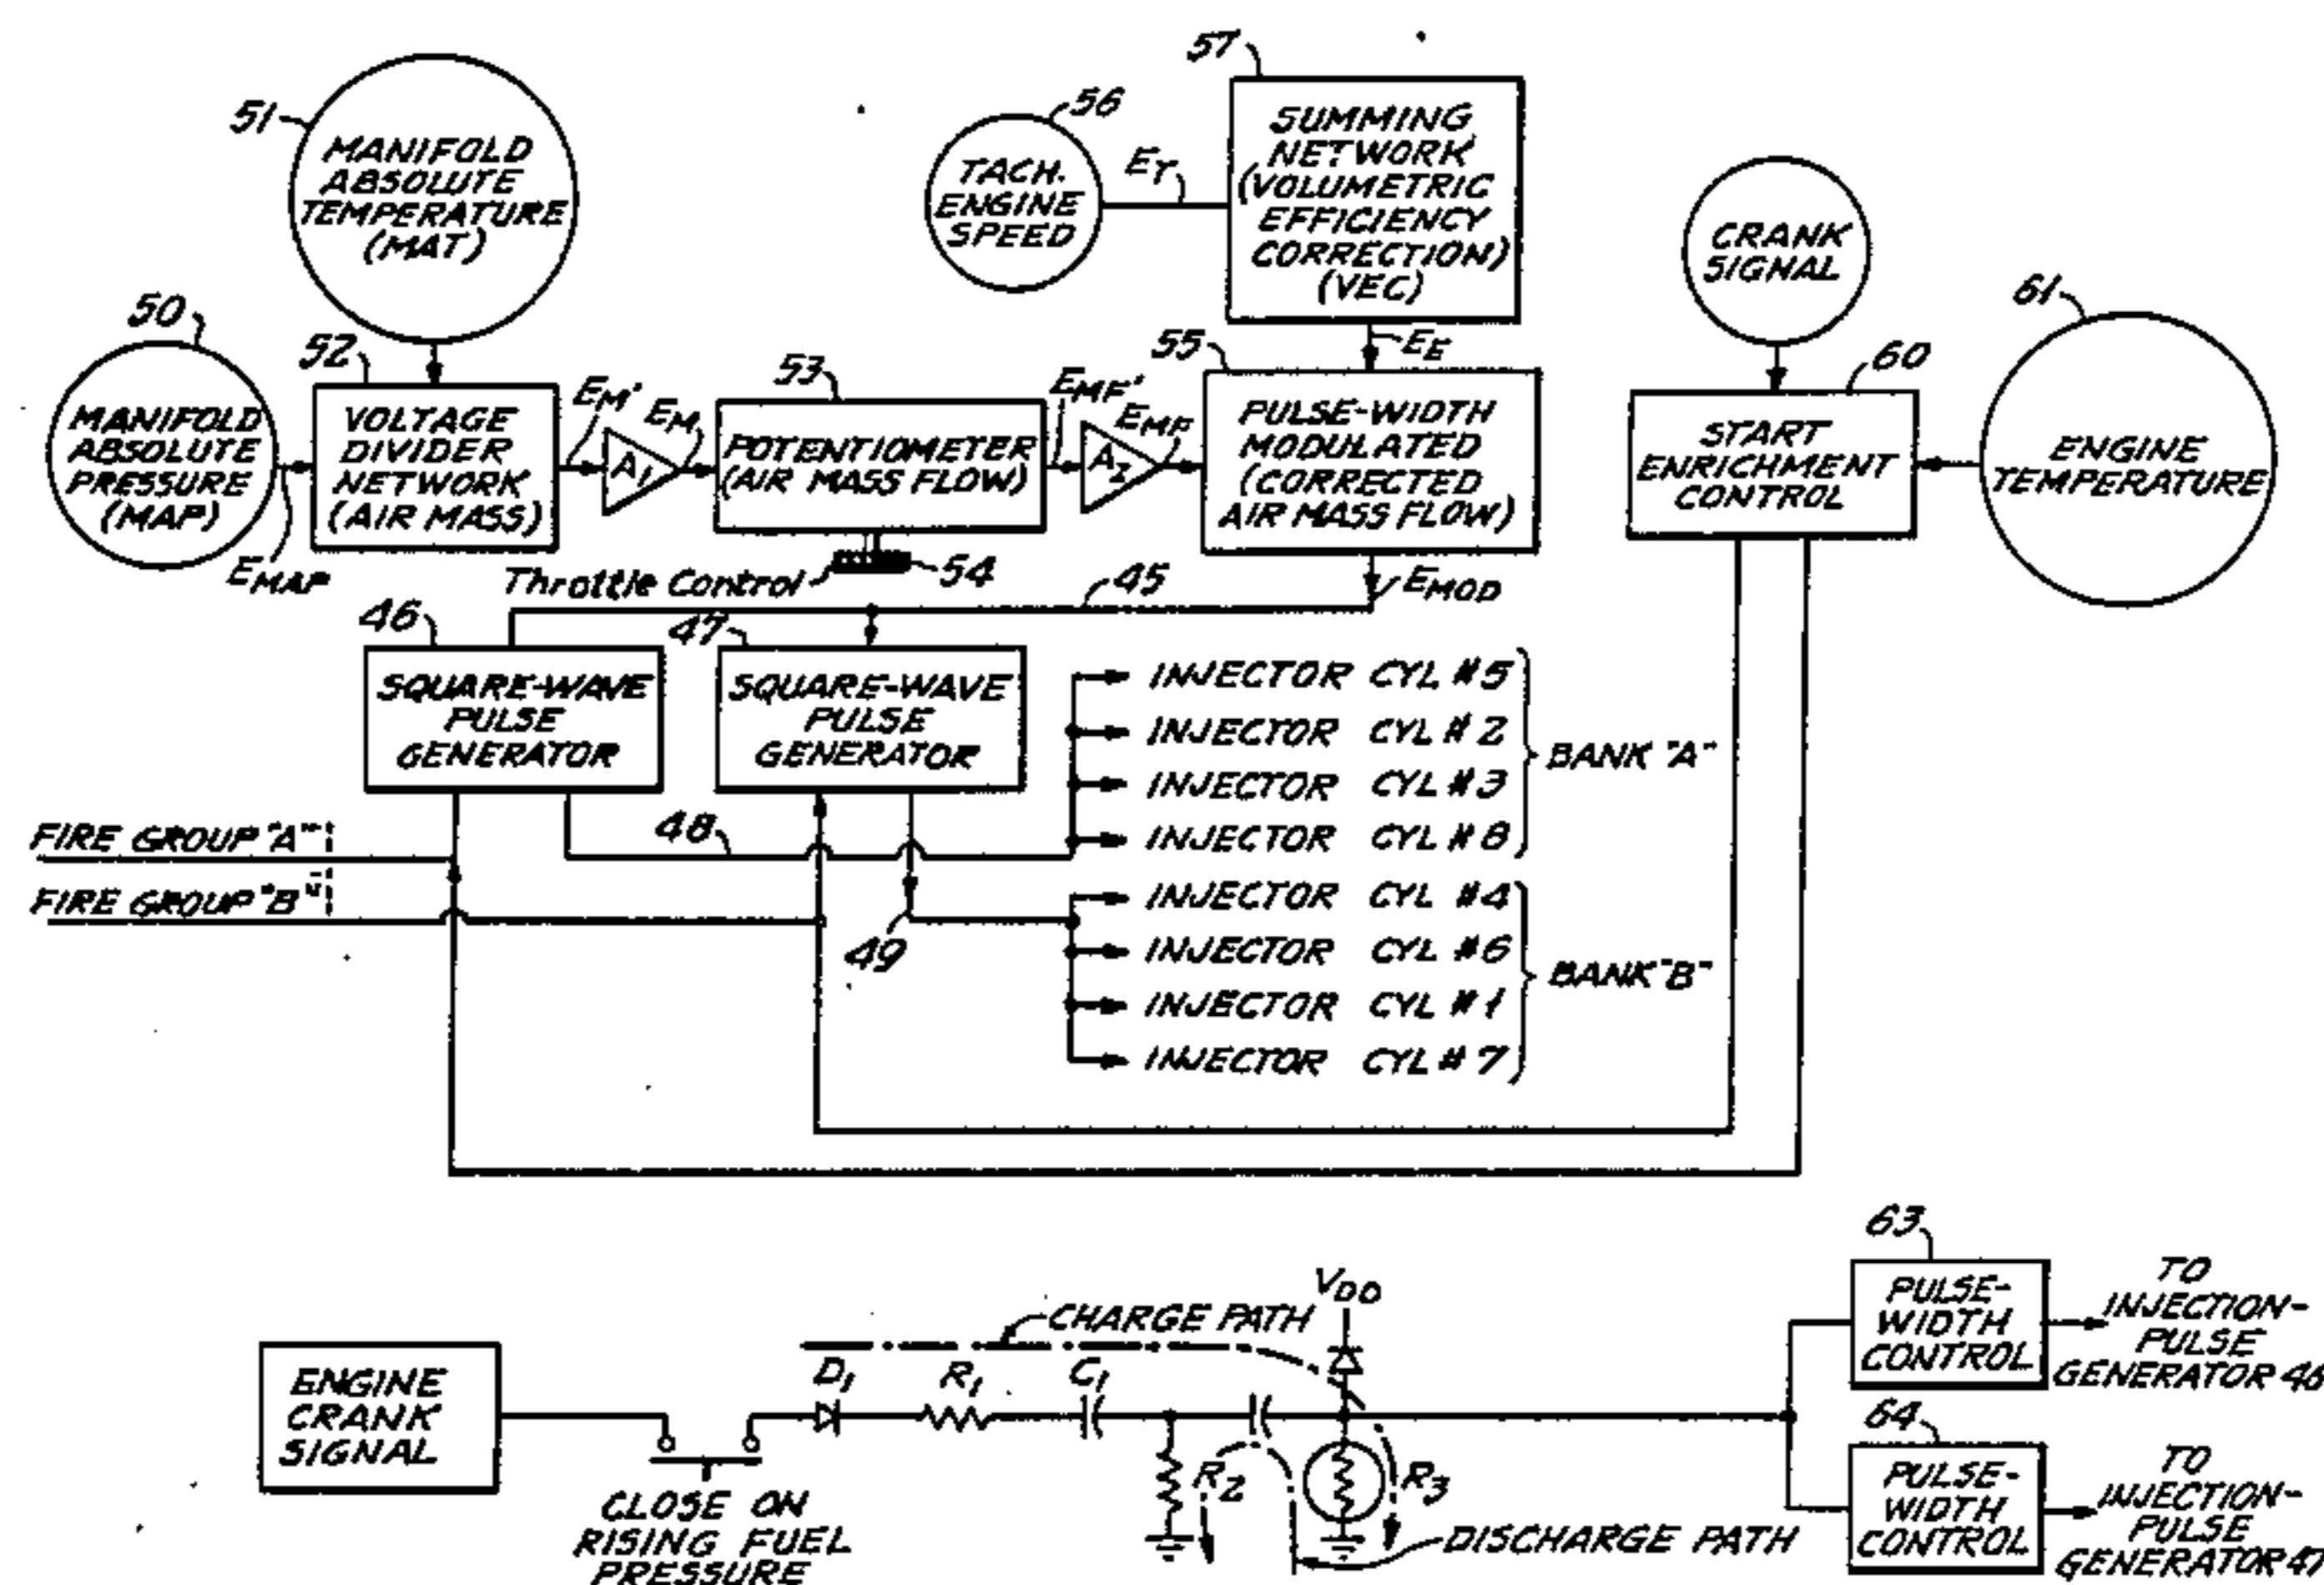 57
51
56
MANIFOLD
ABSOLUTE
TEMPERATURE
(MAT)
TACH.
ENGINE
SPEED
ET
SUMMING
NETWORK
(VOLUMETRIC
EFFICIENCY
CORRECTION)
(VEC)
CRANK
SIGNAL
61
50
52
53
55
EE
60
MANIFOLD
ABSOLUTE
PRESSURE
(MAP)
EMAP
VOLTAGE
DIVIDER
NETWORK
(AIR MASS)
EM'
A1
EM
POTENTIOMETER
(AIR MASS FLOW)
EMF'
A2
EMF
PULSE-WIDTH
MODULATED
(CORRECTED
AIR MASS FLOW)
START
ENRICHMENT
CONTROL
ENGINE
TEMPERATURE
Throttle Control
54
45
EMOD
46
47
SQUARE-WAVE
PULSE
GENERATOR
SQUARE-WAVE
PULSE
GENERATOR
INJECTOR CYL #5
INJECTOR CYL #2
INJECTOR CYL #3
INJECTOR CYL #8
BANK "A"
FIRE GROUP "A"
48
FIRE GROUP "B"
49
INJECTOR CYL #4
INJECTOR CYL #6
INJECTOR CYL #1
INJECTOR CYL #7
BANK "B"
63
PULSE-
WIDTH
CONTROL
TO
INJECTION-
PULSE
GENERATOR 46
VDD
CHARGE PATH
ENGINE
CRANK
SIGNAL
D1
R1
C1
R2
R3
CLOSE ON
RISING FUEL
PRESSURE
DISCHARGE PATH
64
PULSE-
WIDTH
CONTROL
TO
INJECTION-
PULSE
GENERATOR 47